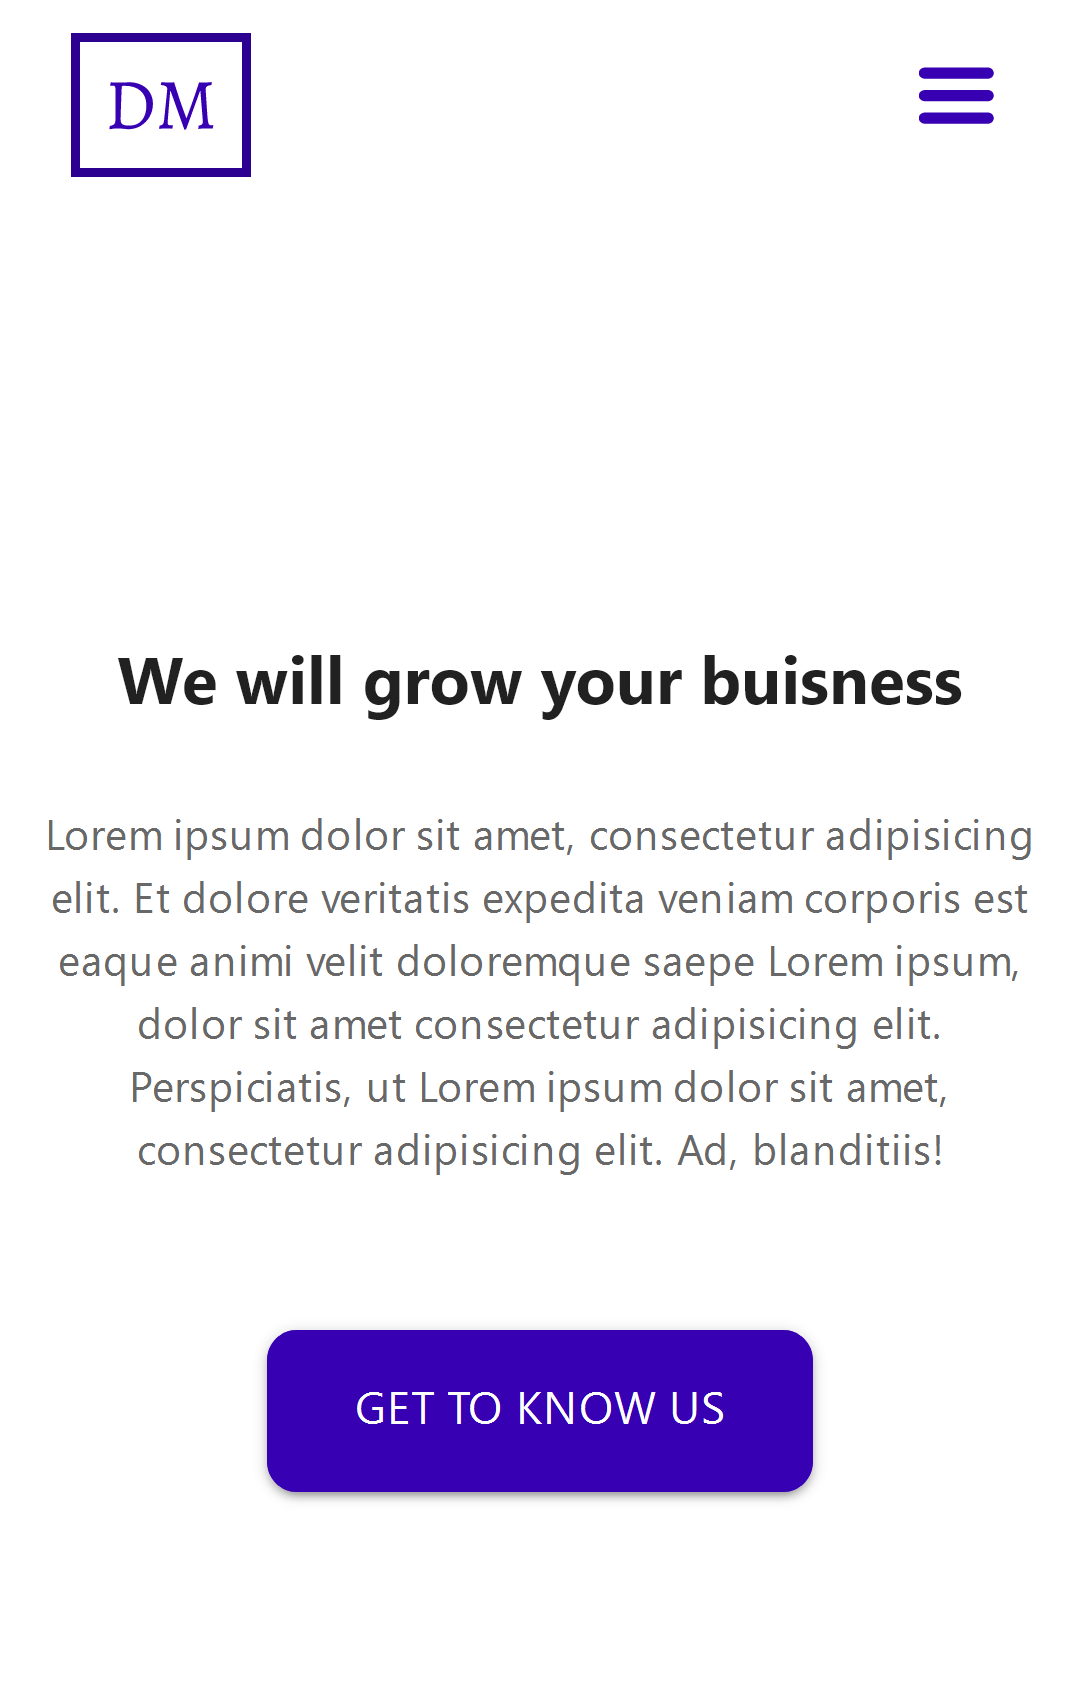 DM
We will grow your buisness
Lorem ipsum dolor sit amet, consectetur adipisicing
elit. Et dolore veritatis expedita veniam corporis est
eaque animi velit doloremque saepe Lorem ipsum,
dolor sit amet consectetur adipisicing elit.
Perspiciatis, ut Lorem ipsum dolor sit amet,
consectetur adipisicing elit. Ad, blanditiis!
GET TO KNOW US